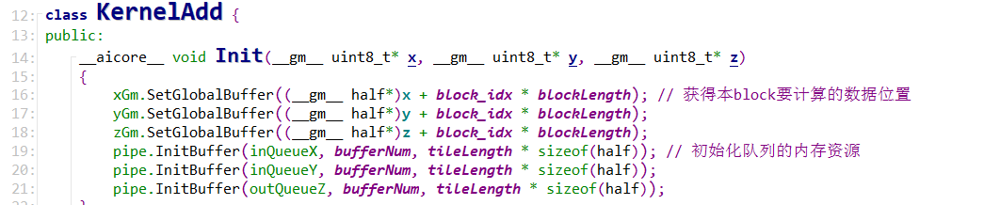 12: class KernelAdd {
13: public:
14: __aicore__ void Init(__gm__ uint8_t* x, __gm__ uint8_t* y, __gm__ uint8_t* z)
15: {
16: xGm.SetGlobalBuffer((__gm__ half*)x + block_idx * blockLength); // 获得本block要计算的数据位置
17: yGm.SetGlobalBuffer((__gm__ half*)y + block_idx * blockLength);
18: zGm.SetGlobalBuffer((__gm__ half*)z + block_idx * blockLength);
19: pipe.InitBuffer(inQueueX, bufferNum, tileLength * sizeof(half)); // 初始化队列的内存资源
20: pipe.InitBuffer(inQueueY, bufferNum, tileLength * sizeof(half));
21: pipe.InitBuffer(outQueueZ, bufferNum, tileLength * sizeof(half));